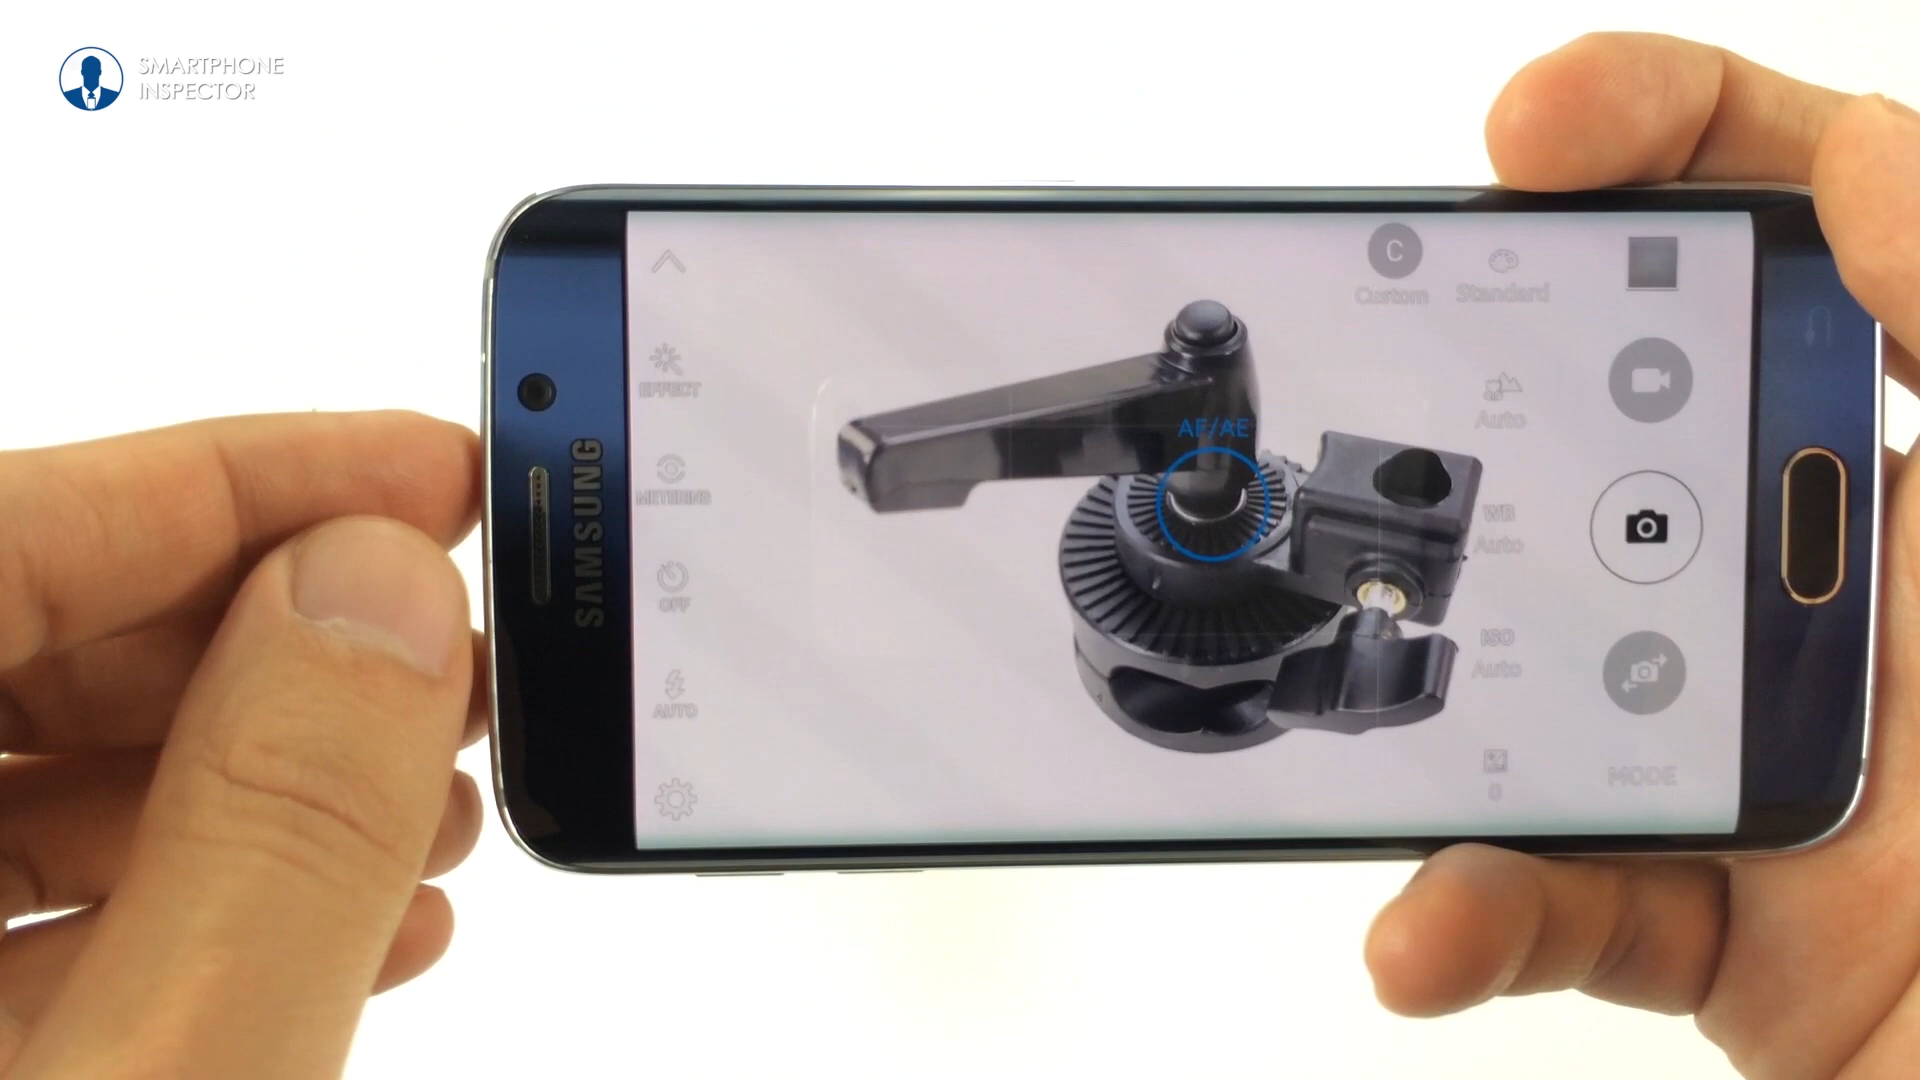 SMARTPHONE
INSPECTOR
SAMSUNG
EFFECT
METERING
OFF
AUTO
AF/AE
C
Custom
Standard
Auto
WB
Auto
ISO
Auto
0
MODE